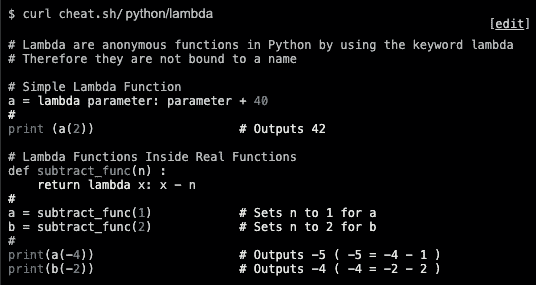 $ curl cheat.sh/python/lambda
[edit]
# Lambda are anonymous functions in Python by using the keyword lambda
# Therefore they are not bound to a name
# Simple Lambda Function
a = lambda parameter: parameter + 40
#
print (a(2)) # Outputs 42
# Lambda Functions Inside Real Functions
def subtract_func(n) :
return lambda x: x - n
#
a = subtract_func(1) # Sets n to 1 for a
b = subtract_func(2) # Sets n to 2 for b
#
print(a(-4)) # Outputs -5 ( -5 = -4 - 1 )
print(b(-2)) # Outputs -4 ( -4 = -2 - 2 )